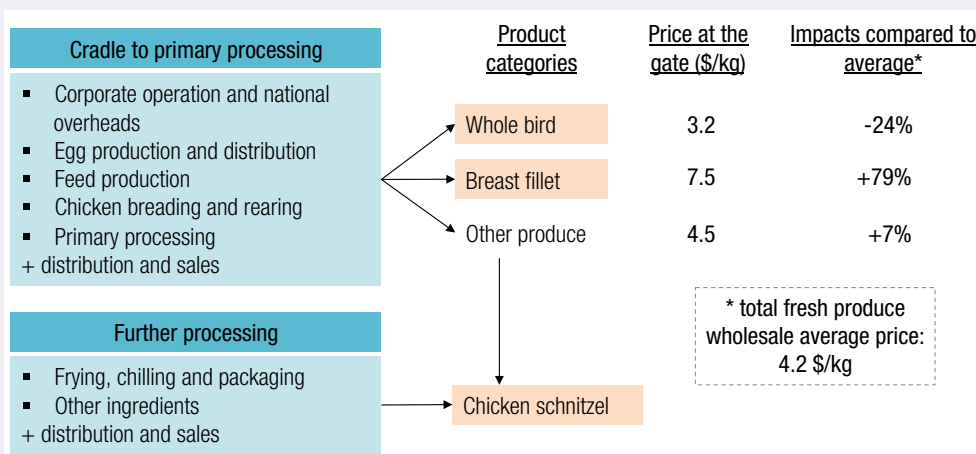 Cradle to primary processing
▪ Corporate operation and national
overheads
▪ Egg production and distribution
▪ Feed production
▪ Chicken breading and rearing
▪ Primary processing
+ distribution and sales
Further processing
▪ Frying, chilling and packaging
▪ Other ingredients
+ distribution and sales
Product
categories
Whole bird
Breast fillet
Other produce
Chicken schnitzel
Price at the
gate ($/kg)
3.2
7.5
4.5
Impacts compared to
average*
-24%
+79%
+7%
* total fresh produce
wholesale average price:
4.2 $/kg